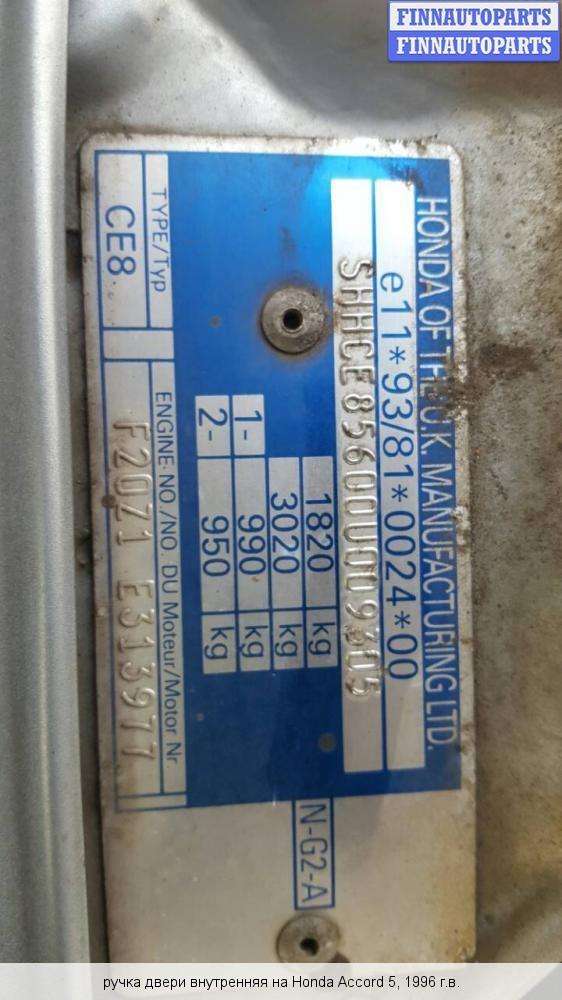 FINNAUTOPARTS
FINNAUTOPARTS
HONDA OF THE U.K. MANUFACTURING LTD.
e11*93/81*0024*00
SHHCE85600U009305
1820 kg
3020 kg
1- 990 kg
2- 950 kg
TYPE/Typ
CE8
ENGINE NO./NO. DU Moteur/Motor Nr
F20Z1 E313977
N-G2-A
ручка двери внутренняя на Honda Accord 5, 1996 г.в.